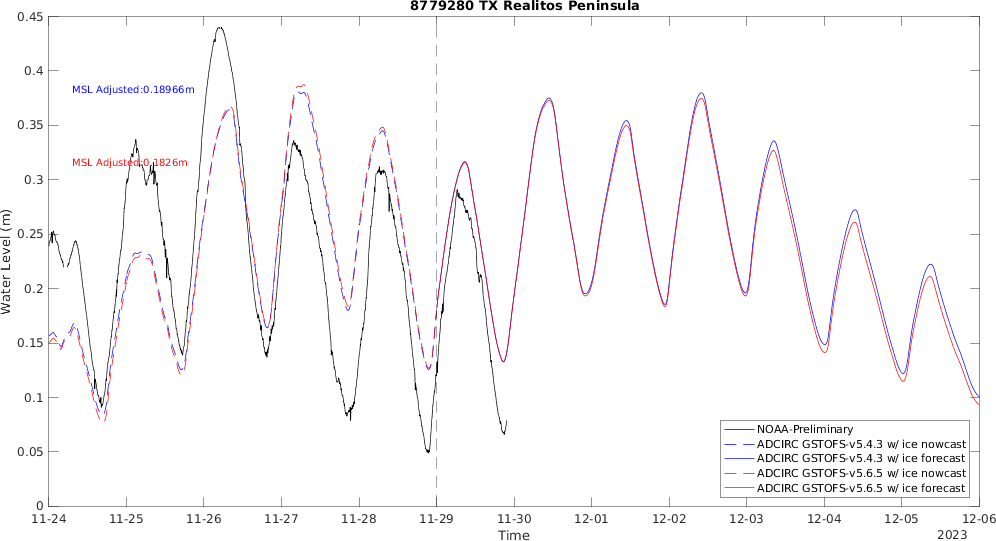 8779280 TX Realitos Peninsula
0.45
0.4
0.35
0.3
0.25
0.2
0.15
0.1
0.05
0
Water Level (m)
MSL Adjusted:0.18966m
MSL Adjusted:0.1826m
NOAA-Preliminary
ADCIRC GSTOFS-v5.4.3 w/ ice nowcast
ADCIRC GSTOFS-v5.4.3 w/ ice forecast
ADCIRC GSTOFS-v5.6.5 w/ ice nowcast
ADCIRC GSTOFS-v5.6.5 w/ ice forecast
11-24 11-25 11-26 11-27 11-28 11-29 11-30 12-01 12-02 12-03 12-04 12-05 12-06
Time
2023